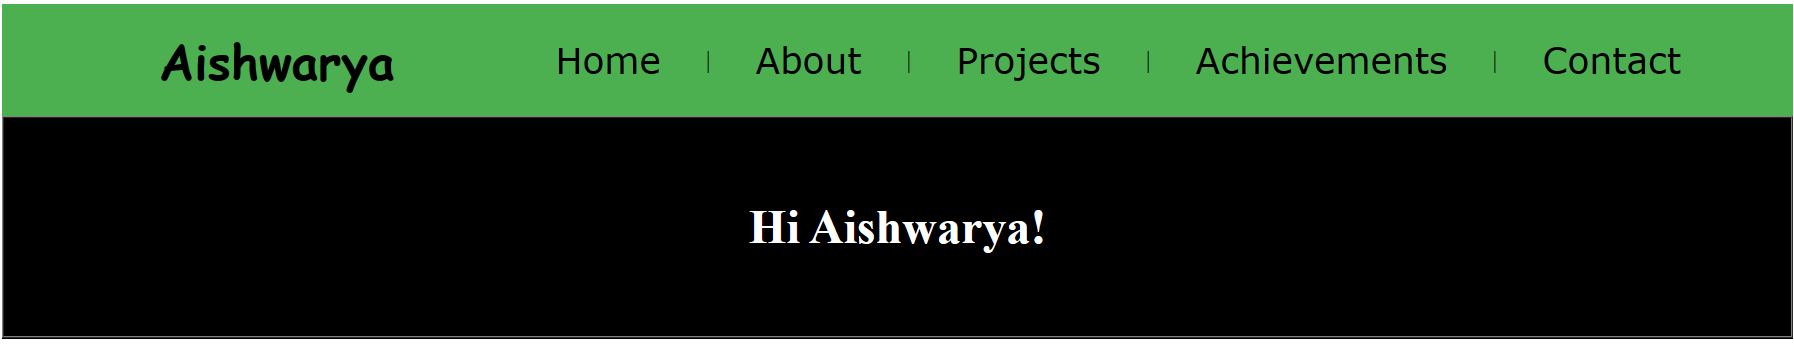 Aishwarya Home | About | Projects | Achievements | Contact
Hi Aishwarya!